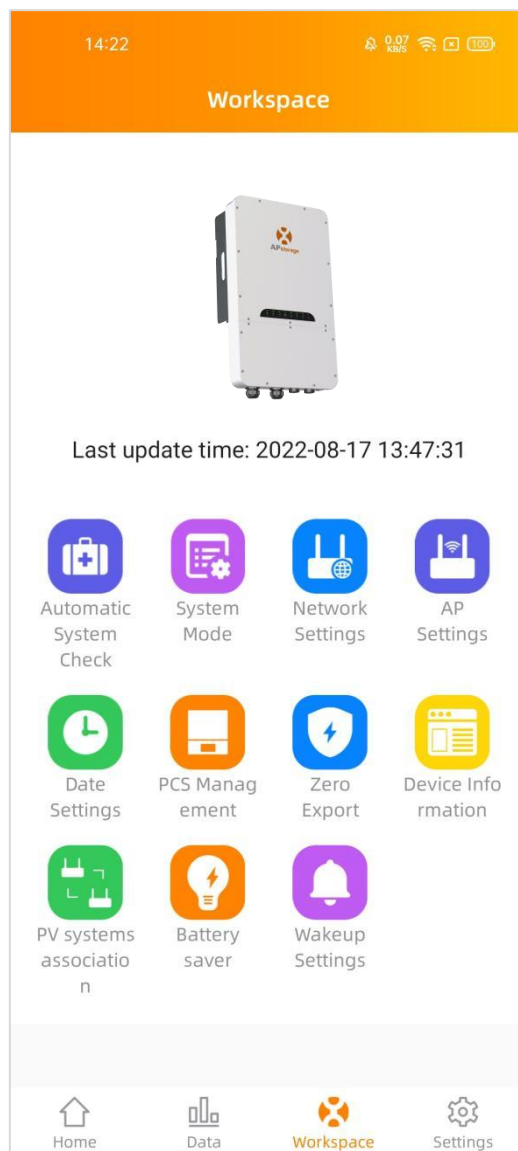 14:22
0.07
KB/S
100
Workspace
APstorage
Last update time: 2022-08-17 13:47:31
Automatic
System
Check
System
Mode
Network
Settings
AP
Settings
Date
Settings
PCS Manag
ement
Zero
Export
Device Info
rmation
PV systems
associatio
n
Battery
saver
Wakeup
Settings
Home
Data
Workspace
Settings